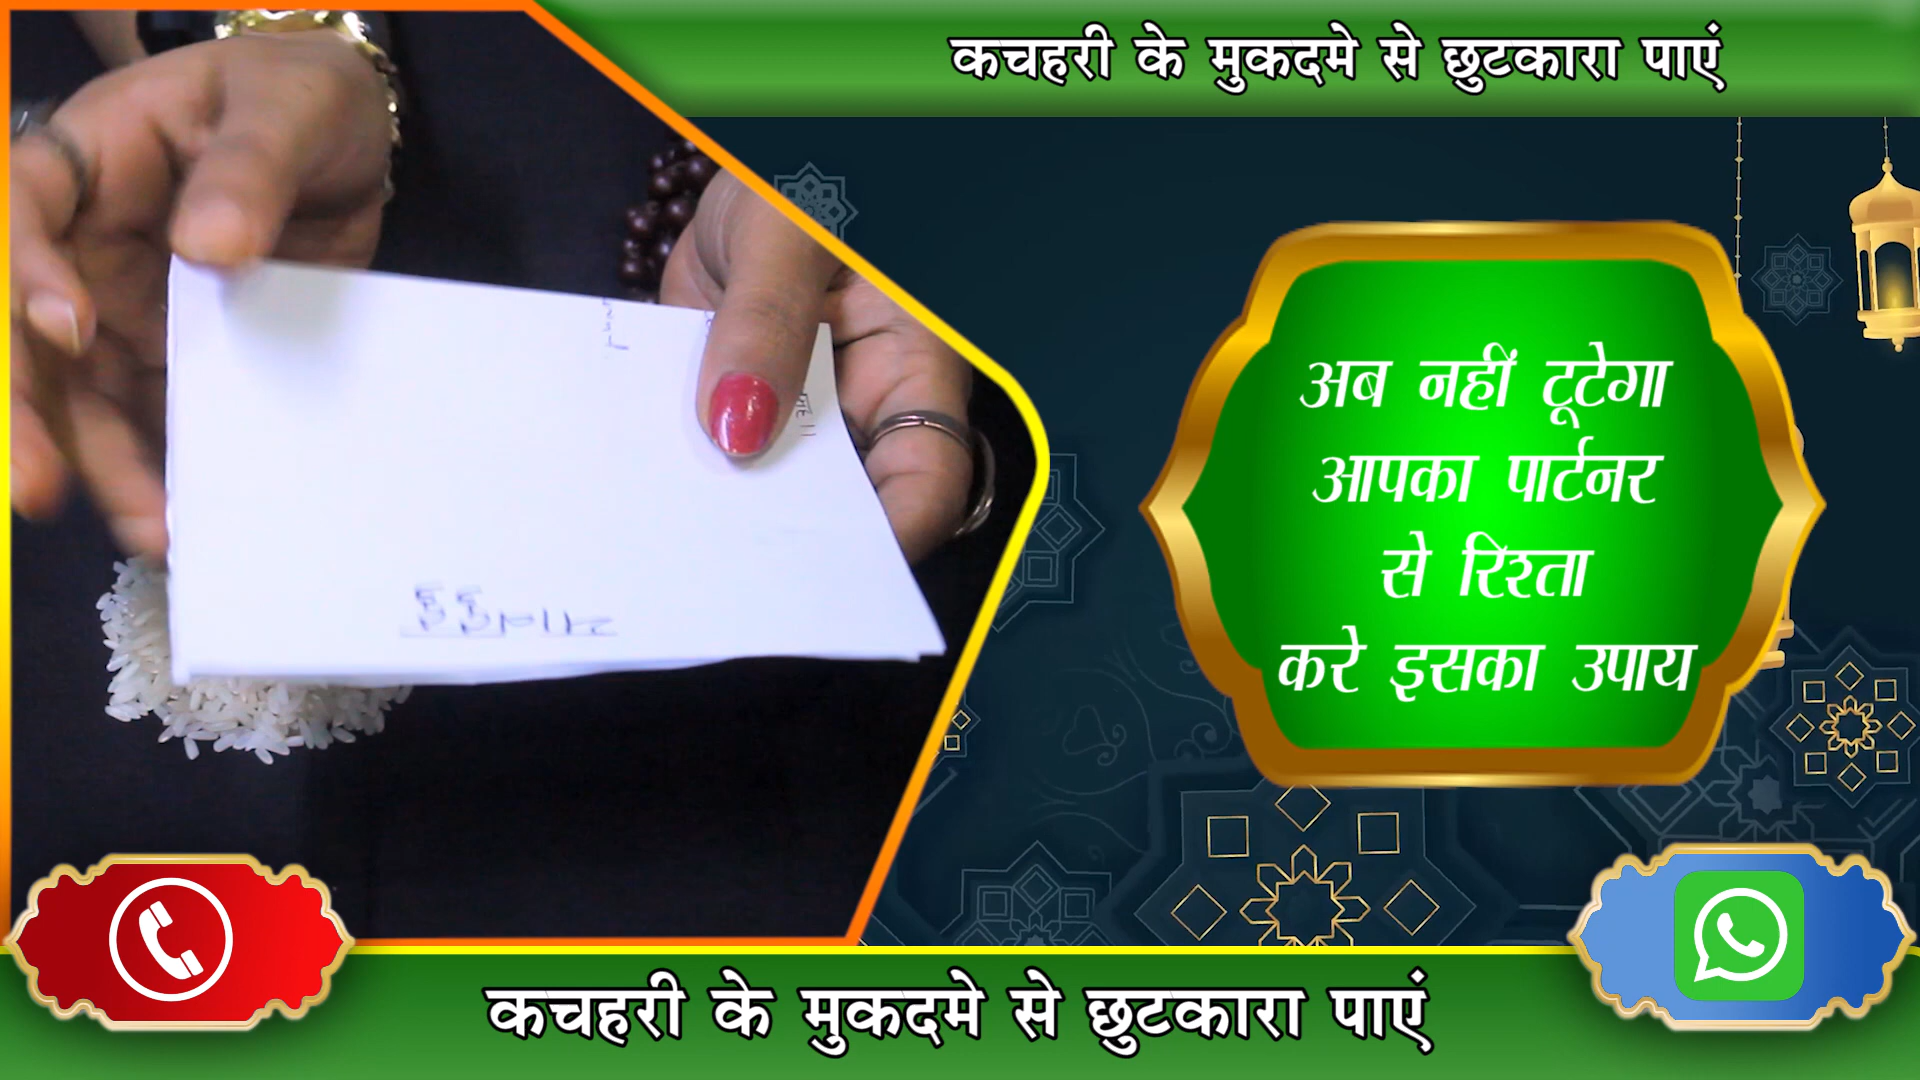 कचहरी के मुकदमे से छुटकारा पाएं
अब नहीं टूटेगा
आपका पार्टनर
से रिश्ता
करे इसका उपाय
कचहरी के मुकदमे से छुटकारा पाएं